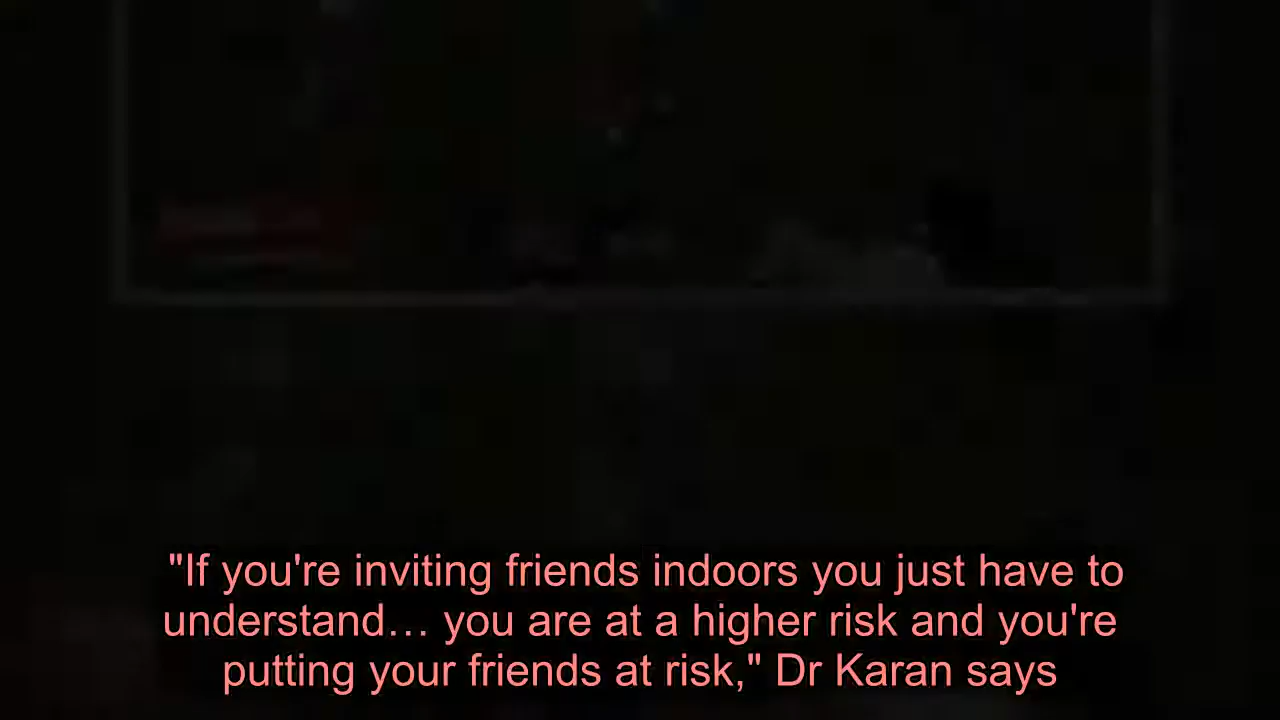 "If you're inviting friends indoors you just have to
understand… you are at a higher risk and you're
putting your friends at risk," Dr Karan says